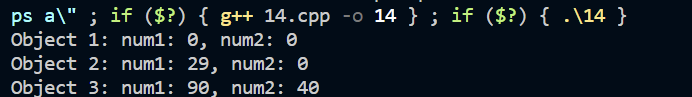 ps a\" ; if ($?) { g++ 14.cpp -o 14 } ; if ($?) { .\14 }
Object 1: num1: 0, num2: 0
Object 2: num1: 29, num2: 0
Object 3: num1: 90, num2: 40